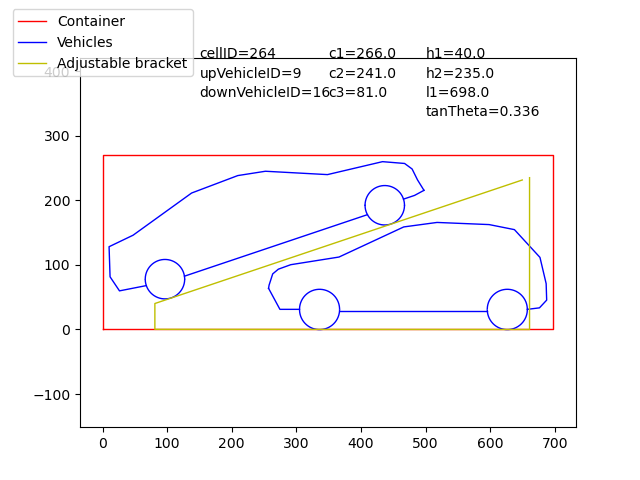 Container
Vehicles
Adjustable bracket
cellID=264 c1=266.0 h1=40.0
upVehicleID=9 c2=241.0 h2=235.0
downVehicleID=16 c3=81.0 l1=698.0
tanTheta=0.336
400
300
200
100
0
−100
0 100 200 300 400 500 600 700